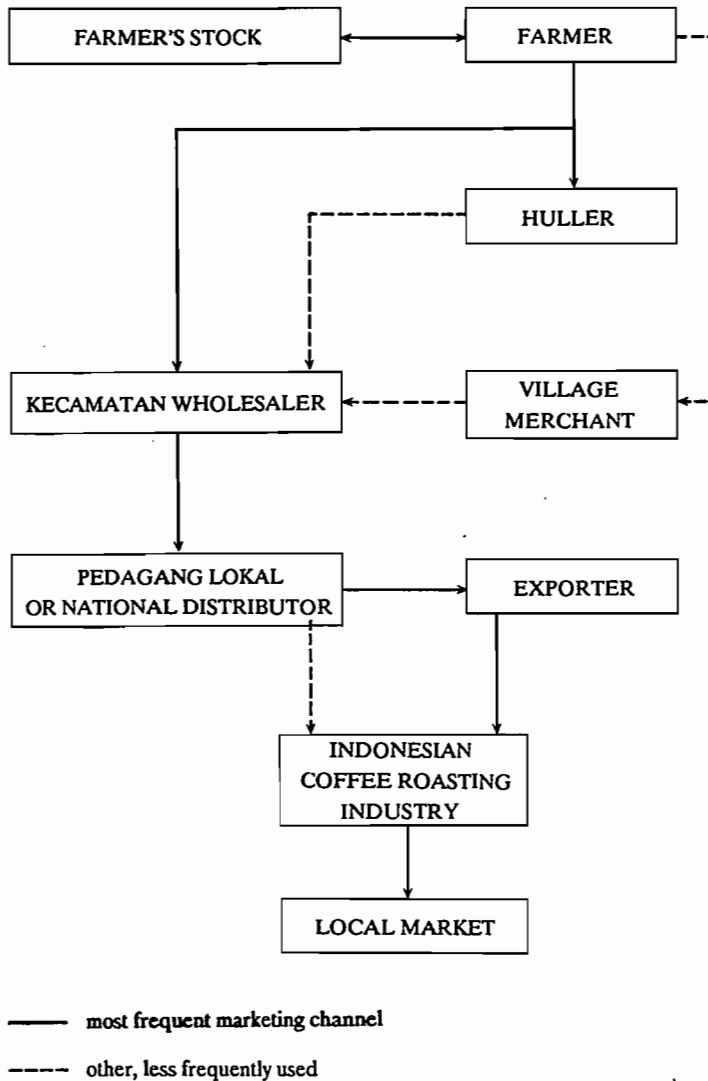 FARMER'S STOCK
FARMER
HULLER
KECAMATAN WHOLESALER
VILLAGE
MERCHANT
PEDAGANG LOKAL
OR NATIONAL DISTRIBUTOR
EXPORTER
INDONESIAN
COFFEE ROASTING
INDUSTRY
LOCAL MARKET
most frequent marketing channel
other, less frequently used